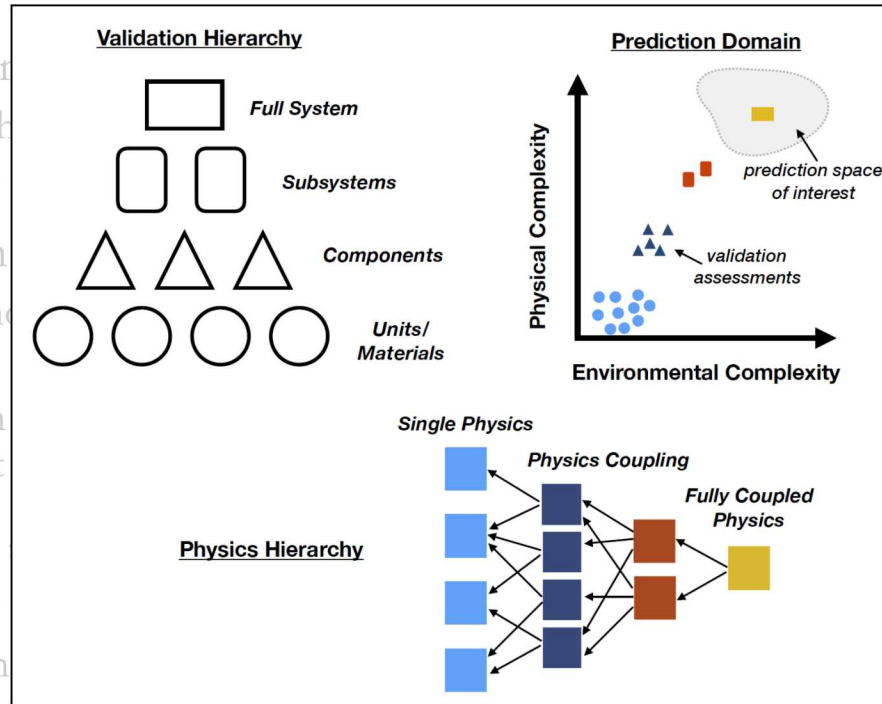 Validation Hierarchy
Full System
Subsystems
Components
Units/
Materials
Prediction Domain
Physical Complexity
prediction space
of interest
validation
assessments
Environmental Complexity
Single Physics
Physics Coupling
Fully Coupled
Physics
Physics Hierarchy